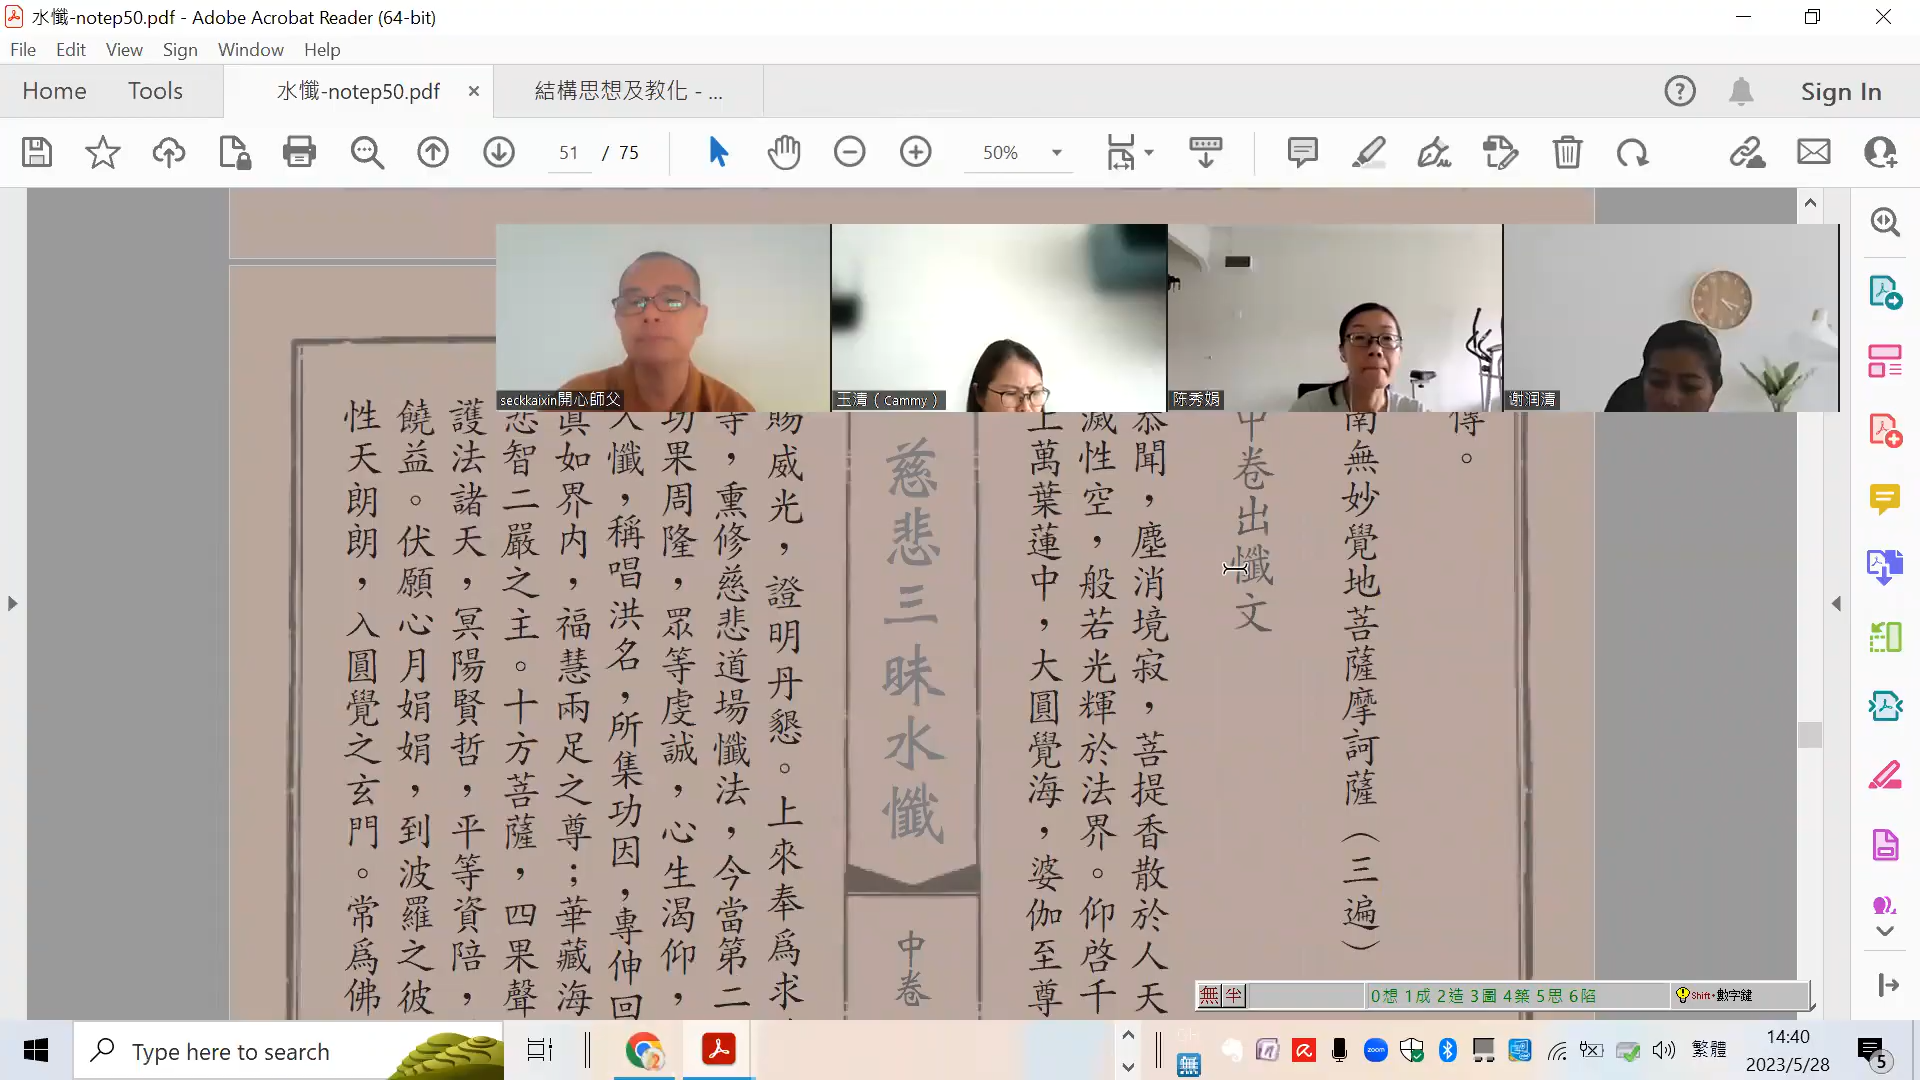 水懺-notep50.pdf - Adobe Acrobat Reader (64-bit)
File Edit View Sign Window Help
Home Tools 水懺-notep50.pdf × 結構思想及教化 - ... Sign In
51 / 75 50%
seckkaixin開心師父
玉清（Cammy）
陈秀娟
谢润清
傳。
南無妙覺地菩薩摩訶薩（三遍）
中卷出懺文
恭聞，塵消境寂，菩提香散於人天
滅性空，般若光輝於法界。仰啓千
上萬葉蓮中，大圓覺海，婆伽至尊
慈悲三昧水懺
中卷
賜威光，證明丹懇。上來奉爲求
等，熏修慈悲道場懺法，今當第二
功果周隆，眾等虔誠，心生渴仰，
入懺，稱唱洪名，所集功因，專伸回
眞如界內，福慧兩足之尊；華藏海
悲智二嚴之主。十方菩薩，四果聲
護法諸天，冥陽賢哲，平等資陪，
饒益。伏願心月娟娟，到波羅之彼
性天朗朗，入圓覺之玄門。常爲佛
無半 0想 1成 2造 3圖 4藥 5思 6陷 Shift-數字鍵
Type here to search
zoom
繁體
14:40
2023/5/28
5